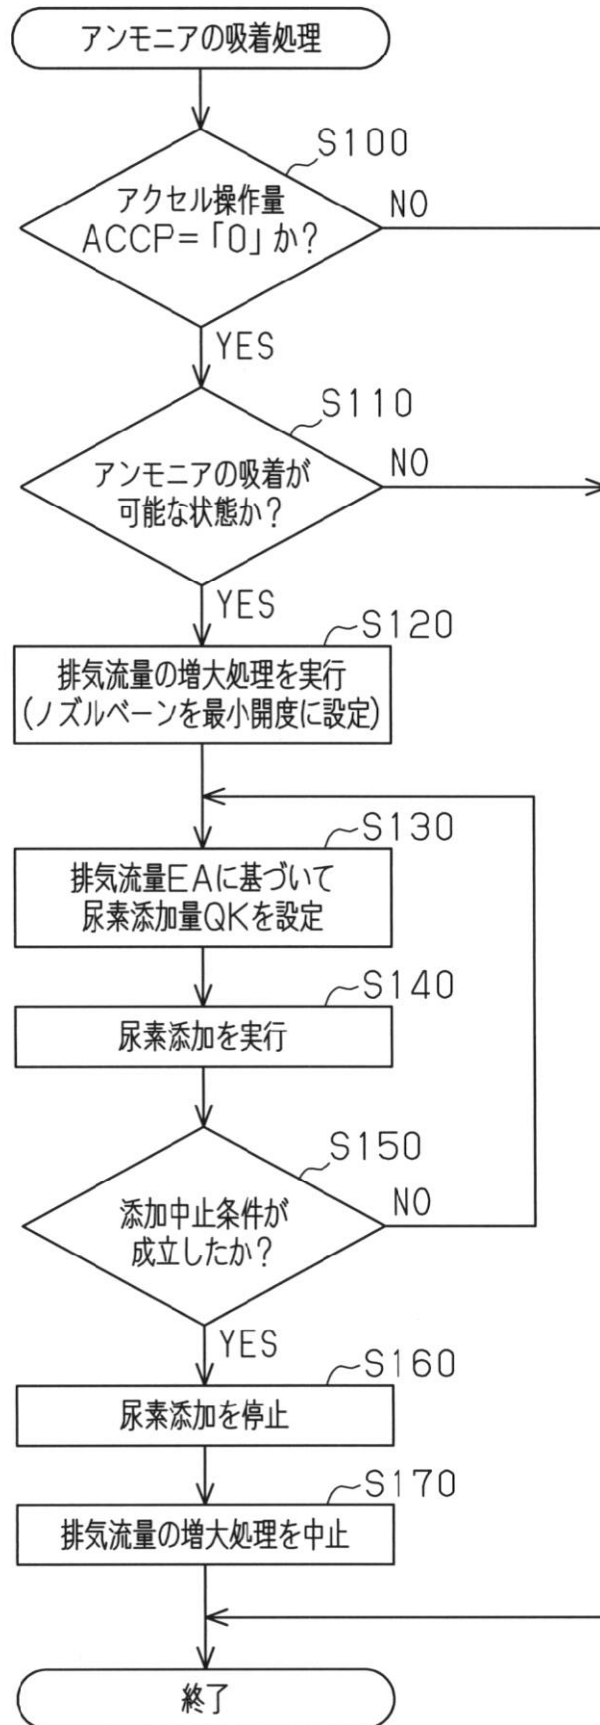 アンモニアの吸着処理
S100
アクセル操作量
ACCP=「0」か？
NO
YES
S110
アンモニアの吸着が
可能な状態か？
NO
YES
S120
排気流量の増大処理を実行
(ノズルベーンを最小開度に設定)
S130
排気流量EAに基づいて
尿素添加量QKを設定
S140
尿素添加を実行
S150
添加中止条件が
成立したか？
NO
YES
S160
尿素添加を停止
S170
排気流量の増大処理を中止
終了